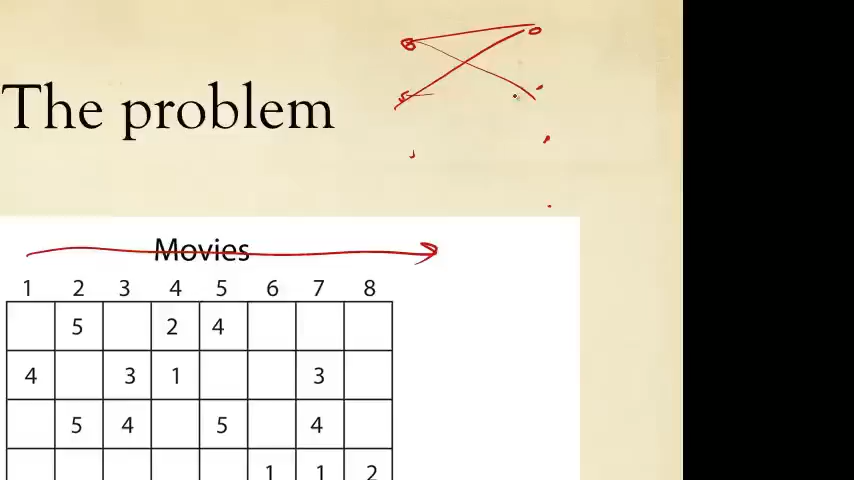 The problem
Movies
1 2 3 4 5 6 7 8
5 2 4
4 3 1 3
5 4 5 4
1 1 2